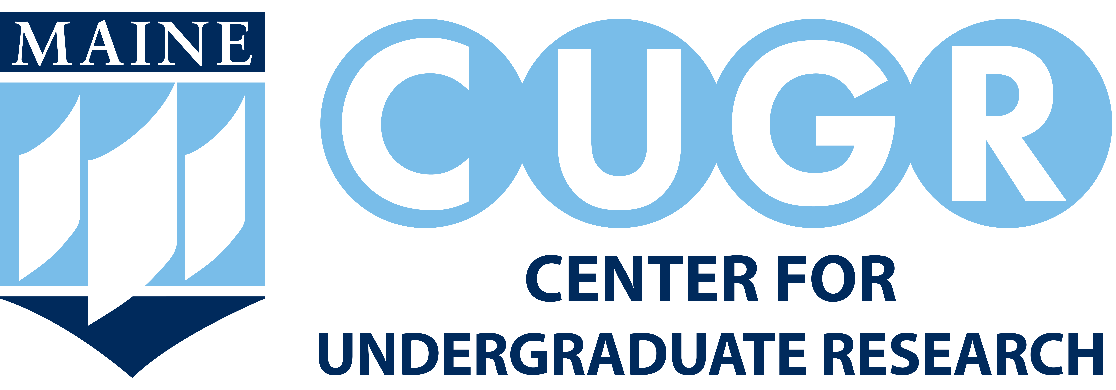 MAINE
CUGR
CENTER FOR
UNDERGRADUATE RESEARCH